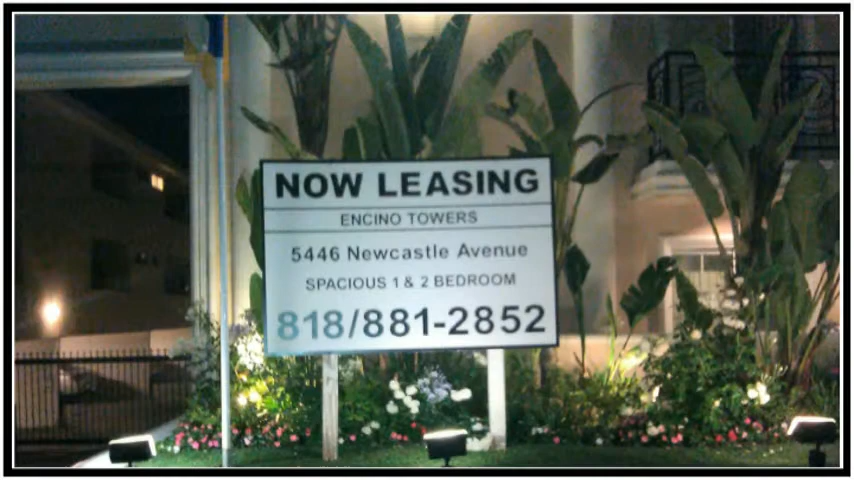 NOW LEASING
ENCINO TOWERS
5446 Newcastle Avenue
SPACIOUS 1 & 2 BEDROOM
818/881-2852